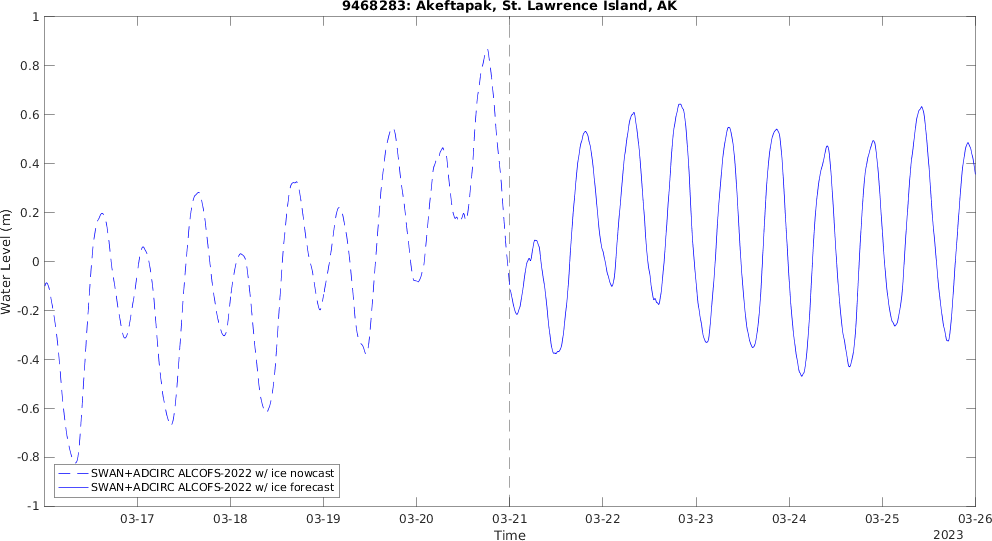 9468283: Akeftapak, St. Lawrence Island, AK
Water Level (m)
1
0.8
0.6
0.4
0.2
0
-0.2
-0.4
-0.6
-0.8
-1
SWAN+ADCIRC ALCOFS-2022 w/ ice nowcast
SWAN+ADCIRC ALCOFS-2022 w/ ice forecast
03-17 03-18 03-19 03-20 03-21 03-22 03-23 03-24 03-25 03-26
Time
2023